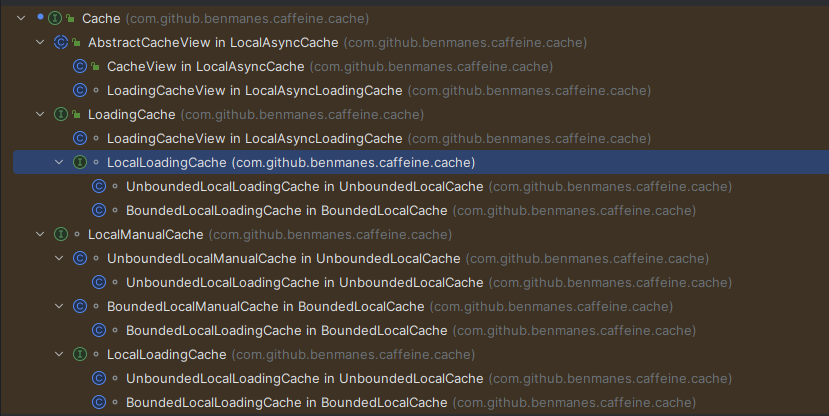 Cache (com.github.benmanes.caffeine.cache)
AbstractCacheView in LocalAsyncCache (com.github.benmanes.caffeine.cache)
CacheView in LocalAsyncCache (com.github.benmanes.caffeine.cache)
LoadingCacheView in LocalAsyncLoadingCache (com.github.benmanes.caffeine.cache)
LoadingCache (com.github.benmanes.caffeine.cache)
LoadingCacheView in LocalAsyncLoadingCache (com.github.benmanes.caffeine.cache)
LocalLoadingCache (com.github.benmanes.caffeine.cache)
UnboundedLocalLoadingCache in UnboundedLocalCache (com.github.benmanes.caffeine.cache)
BoundedLocalLoadingCache in BoundedLocalCache (com.github.benmanes.caffeine.cache)
LocalManualCache (com.github.benmanes.caffeine.cache)
UnboundedLocalManualCache in UnboundedLocalCache (com.github.benmanes.caffeine.cache)
UnboundedLocalLoadingCache in UnboundedLocalCache (com.github.benmanes.caffeine.cache)
BoundedLocalManualCache in BoundedLocalCache (com.github.benmanes.caffeine.cache)
BoundedLocalLoadingCache in BoundedLocalCache (com.github.benmanes.caffeine.cache)
LocalLoadingCache (com.github.benmanes.caffeine.cache)
UnboundedLocalLoadingCache in UnboundedLocalCache (com.github.benmanes.caffeine.cache)
BoundedLocalLoadingCache in BoundedLocalCache (com.github.benmanes.caffeine.cache)